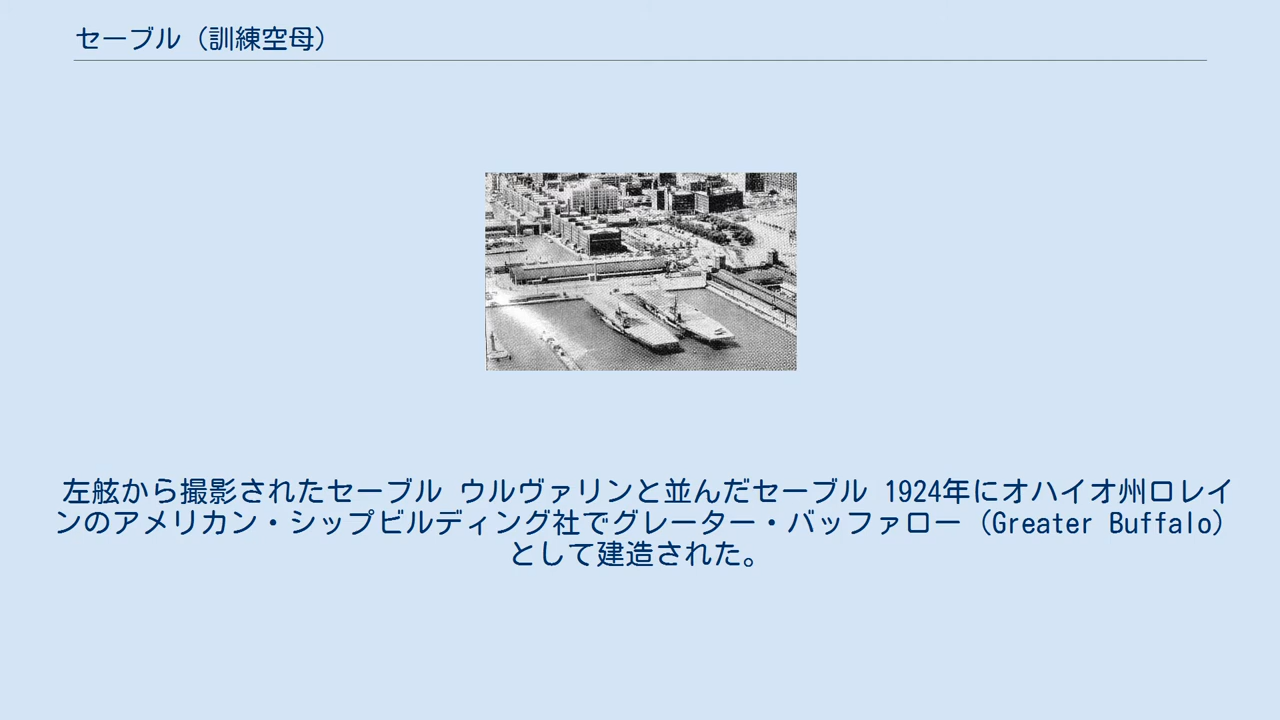 セーブル（訓練空母）
左舷から撮影されたセーブル ウルヴァリンと並んだセーブル 1924年にオハイオ州ロレイ
ンのアメリカン・シップビルディング社でグレーター・バッファロー（Greater Buffalo）
として建造された。